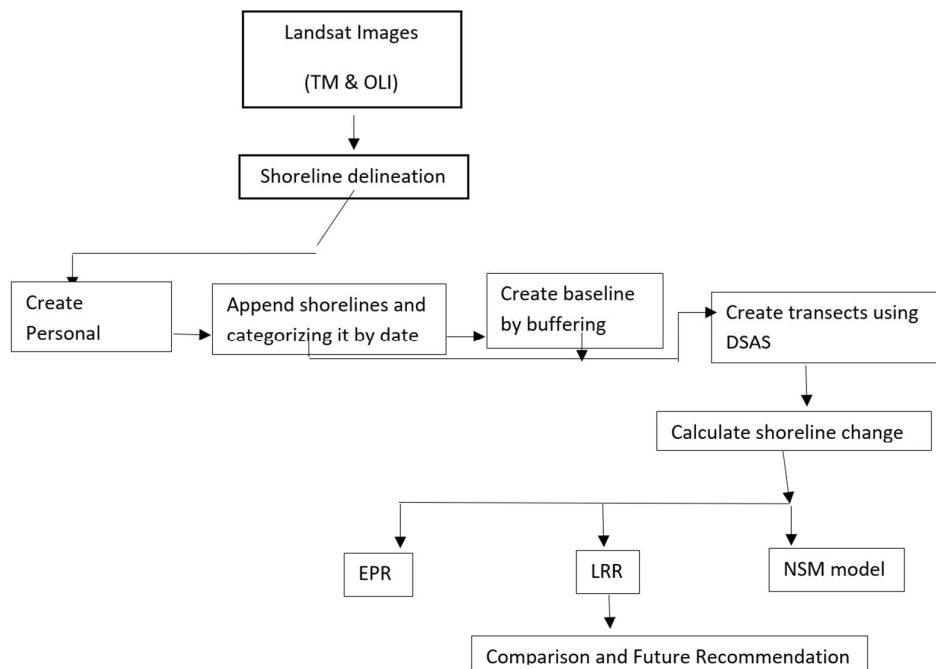 Landsat Images
(TM & OLI)
Shoreline delineation
Create
Personal
Append shorelines and
categorizing it by date
Create baseline
by buffering
Create transects using
DSAS
Calculate shoreline change
EPR
LRR
NSM model
Comparison and Future Recommendation